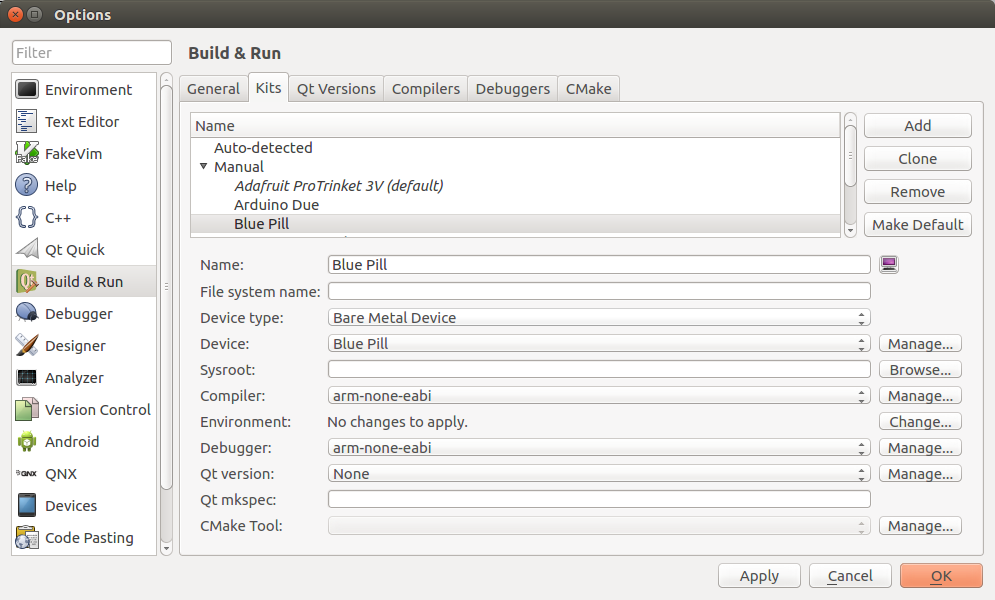 Options
Filter
Environment
Text Editor
FakeVim
Help
C++
Qt Quick
Build & Run
Debugger
Designer
Analyzer
Version Control
Android
QNX
Devices
Code Pasting
Build & Run
General Kits Qt Versions Compilers Debuggers CMake
Name
Auto-detected
Manual
Adafruit ProTrinket 3V (default)
Arduino Due
Blue Pill
Add
Clone
Remove
Make Default
Name: Blue Pill
File system name:
Device type: Bare Metal Device
Device: Blue Pill Manage...
Sysroot: Browse...
Compiler: arm-none-eabi Manage...
Environment: No changes to apply. Change...
Debugger: arm-none-eabi Manage...
Qt version: None Manage...
Qt mkspec:
CMake Tool: Manage...
Apply Cancel OK